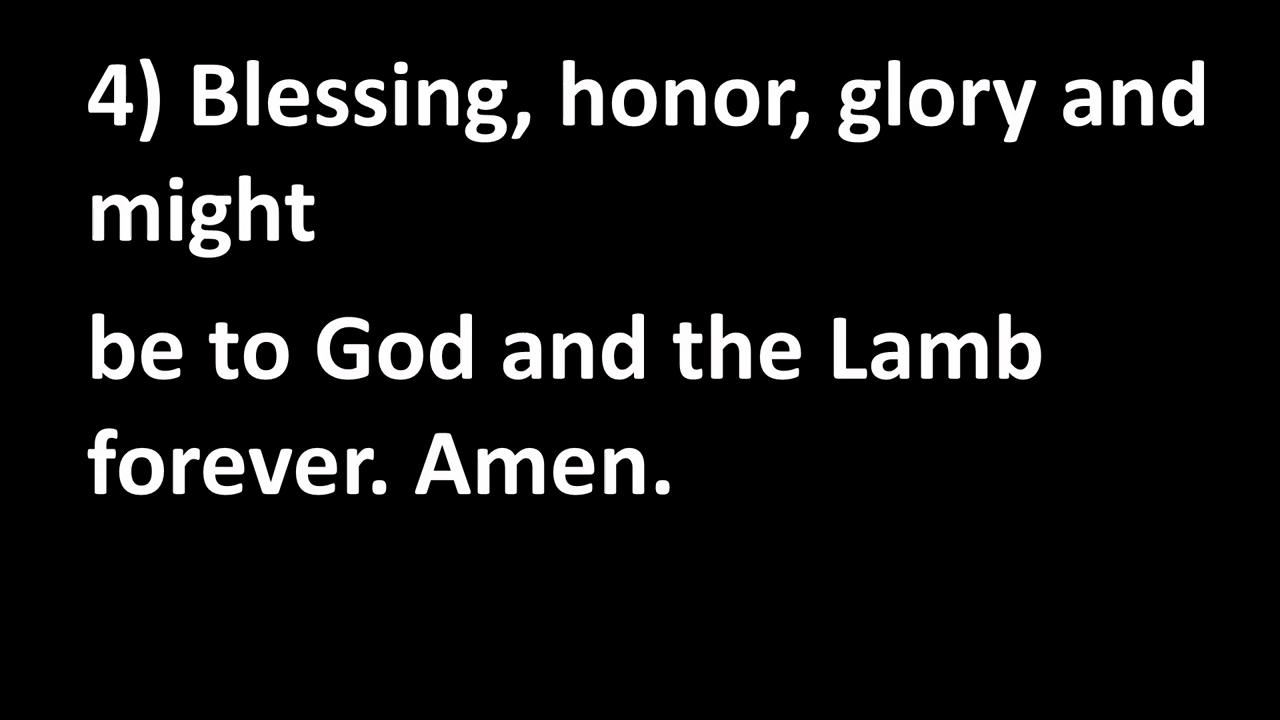 4) Blessing, honor, glory and
might
be to God and the Lamb
forever. Amen.